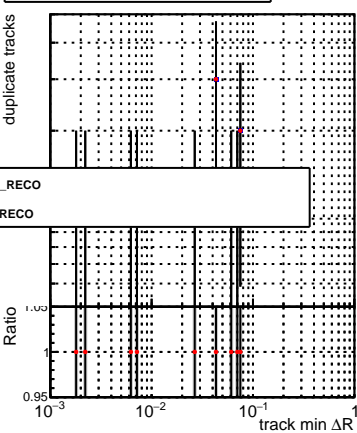 duplicate tracks
_RECO
RECO
Ratio
1.05
1
0.95
10⁻³ 10⁻² 10⁻¹ 1
track min ΔR